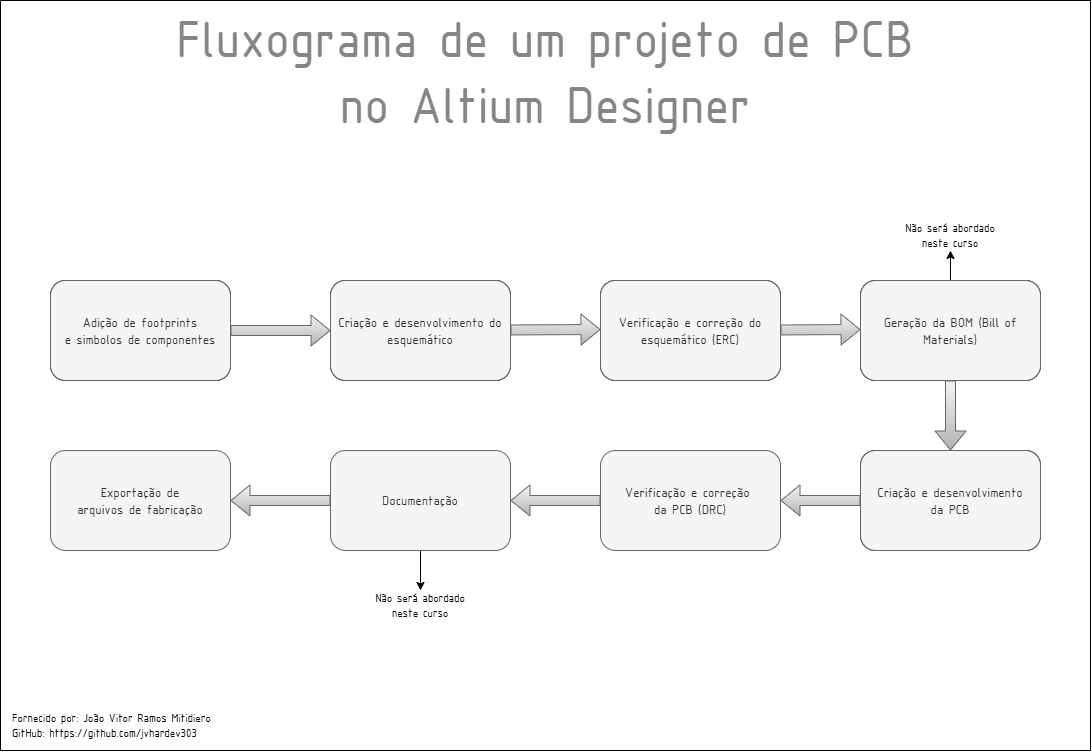 Fluxograma de um projeto de PCB
no Altium Designer
Não será abordado
neste curso
Adição de footprints
e simbolos de componentes
Criação e desenvolvimento do
esquemático
Verificação e correção do
esquemático (ERC)
Geração da BOM (Bill of
Materials)
Exportação de
arquivos de fabricação
Documentação
Verificação e correção
da PCB (DRC)
Criação e desenvolvimento
da PCB
Não será abordado
neste curso
Fornecido por: João Vitor Ramos Mitidiero
GitHub: https://github.com/jvhardev303